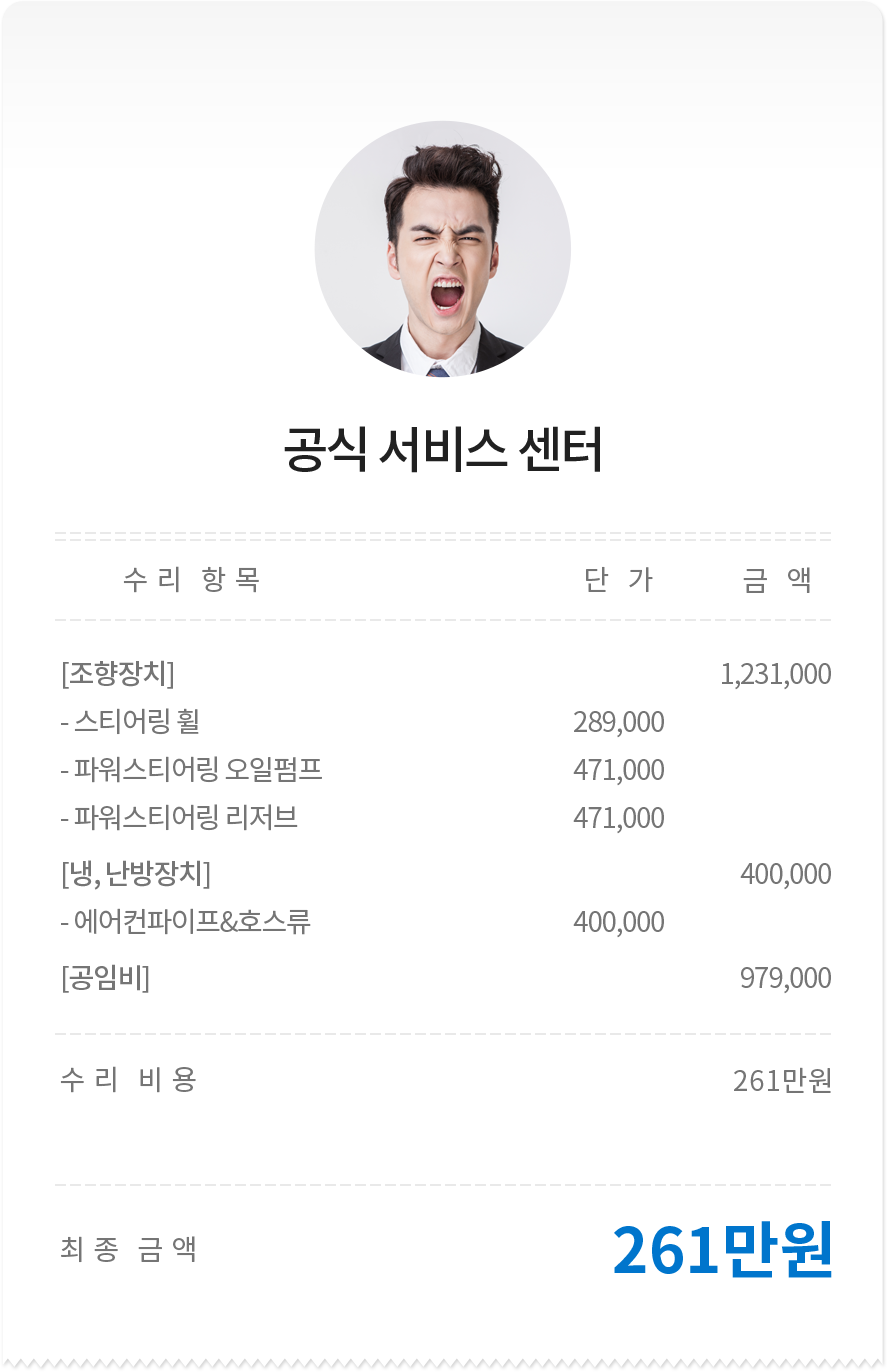 공식 서비스 센터
수리 항목 단 가 금 액
[조향장치] 1,231,000
- 스티어링 휠 289,000
- 파워스티어링 오일펌프 471,000
- 파워스티어링 리저브 471,000
[냉, 난방장치] 400,000
- 에어컨파이프&호스류 400,000
[공임비] 979,000
수리 비용 261만원
최종 금액 261만원